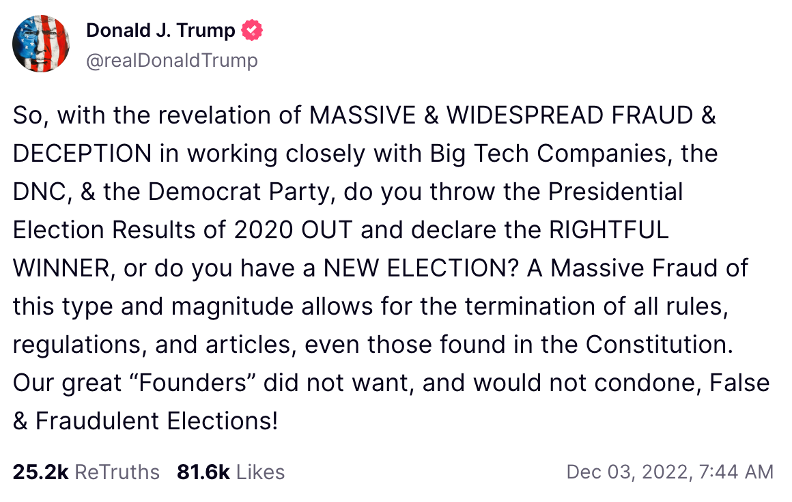 Donald J. Trump
@realDonaldTrump
So, with the revelation of MASSIVE & WIDESPREAD FRAUD &
DECEPTION in working closely with Big Tech Companies, the
DNC, & the Democrat Party, do you throw the Presidential
Election Results of 2020 OUT and declare the RIGHTFUL
WINNER, or do you have a NEW ELECTION? A Massive Fraud of
this type and magnitude allows for the termination of all rules,
regulations, and articles, even those found in the Constitution.
Our great “Founders” did not want, and would not condone, False
& Fraudulent Elections!
25.2k ReTruths 81.6k Likes Dec 03, 2022, 7:44 AM